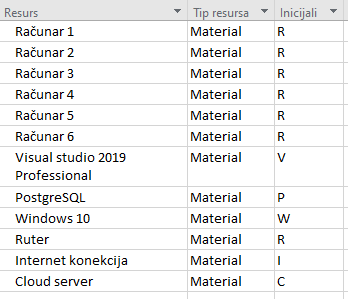 Resurs Tip resursa Inicijali
Računar 1 Material R
Računar 2 Material R
Računar 3 Material R
Računar 4 Material R
Računar 5 Material R
Računar 6 Material R
Visual studio 2019 Material V
Professional
PostgreSQL Material P
Windows 10 Material W
Ruter Material R
Internet konekcija Material I
Cloud server Material C